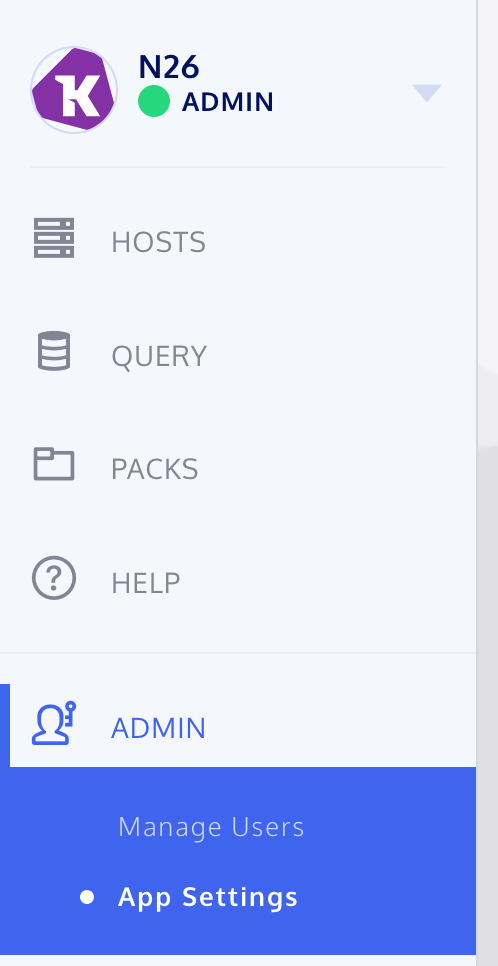 N26
ADMIN
HOSTS
QUERY
PACKS
HELP
ADMIN
Manage Users
App Settings